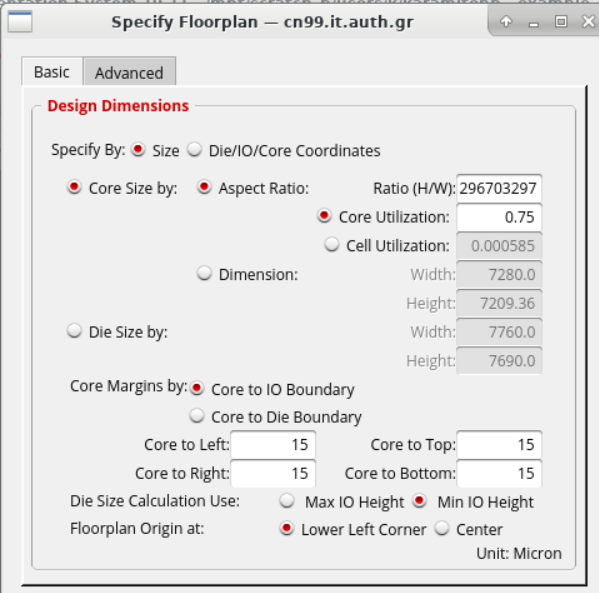 Specify Floorplan — cn99.it.auth.gr
Basic Advanced
Design Dimensions
Specify By: Size Die/IO/Core Coordinates
Core Size by: Aspect Ratio: Ratio (H/W): 296703297
Core Utilization: 0.75
Cell Utilization: 0.000585
Dimension: Width: 7280.0
Height: 7209.36
Die Size by: Width: 7760.0
Height: 7690.0
Core Margins by: Core to IO Boundary
Core to Die Boundary
Core to Left: 15 Core to Top: 15
Core to Right: 15 Core to Bottom: 15
Die Size Calculation Use: Max IO Height Min IO Height
Floorplan Origin at: Lower Left Corner Center
Unit: Micron